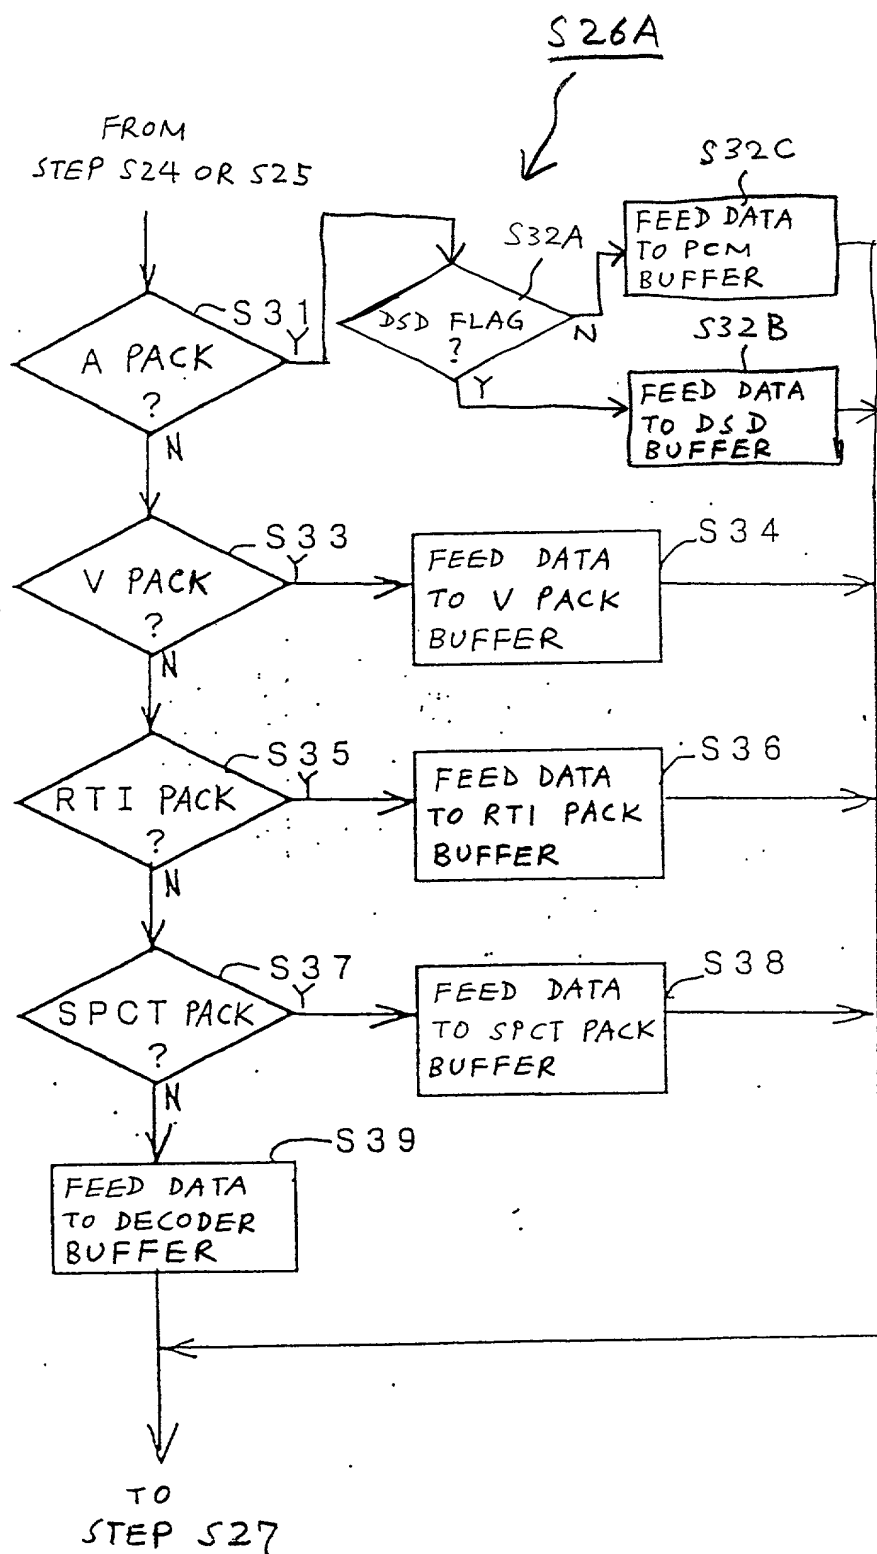 S26A
FROM
STEP S24 OR S25
S32C
FEED DATA
TO PCM
BUFFER
S32A
DSD FLAG
?
N
Y
S32B
FEED DATA
TO DSD
BUFFER
S31
Y
A PACK
?
N
S33
Y
V PACK
?
N
S34
FEED DATA
TO V PACK
BUFFER
S35
Y
RTI PACK
?
N
S36
FEED DATA
TO RTI PACK
BUFFER
S37
Y
SPCT PACK
?
N
S38
FEED DATA
TO SPCT PACK
BUFFER
S39
FEED DATA
TO DECODER
BUFFER
TO
STEP S27